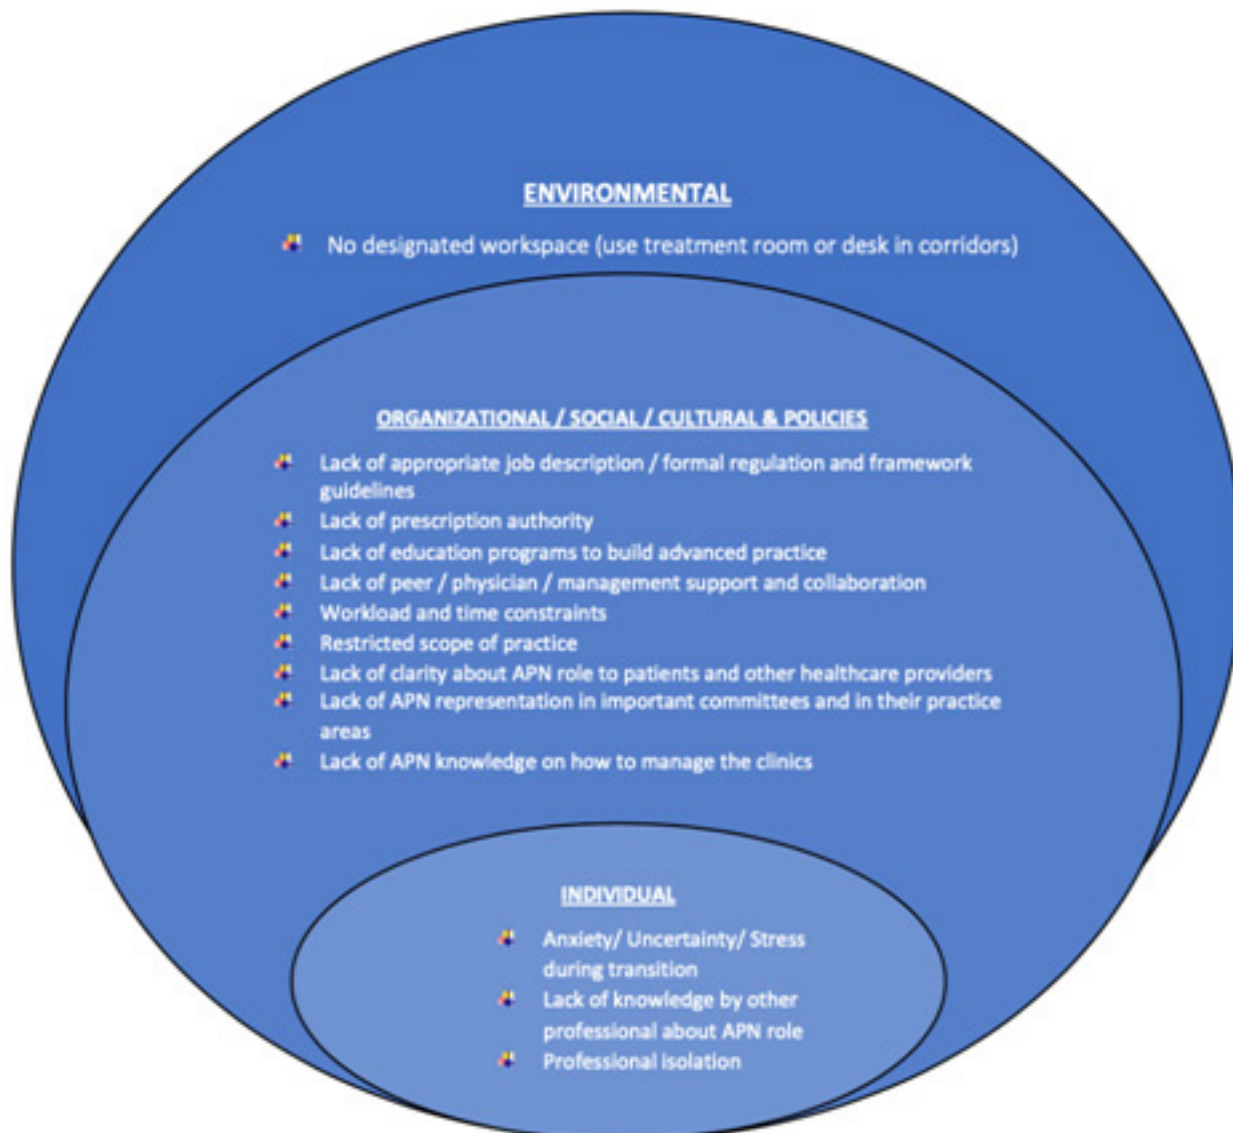 ENVIRONMENTAL
No designated workspace (use treatment room or desk in corridors)
ORGANIZATIONAL / SOCIAL / CULTURAL & POLICIES
Lack of appropriate job description / formal regulation and framework
guidelines
Lack of prescription authority
Lack of education programs to build advanced practice
Lack of peer / physician / management support and collaboration
Workload and time constraints
Restricted scope of practice
Lack of clarity about APN role to patients and other healthcare providers
Lack of APN representation in important committees and in their practice
areas
Lack of APN knowledge on how to manage the clinics
INDIVIDUAL
Anxiety/ Uncertainty/ Stress
during transition
Lack of knowledge by other
professional about APN role
Professional isolation